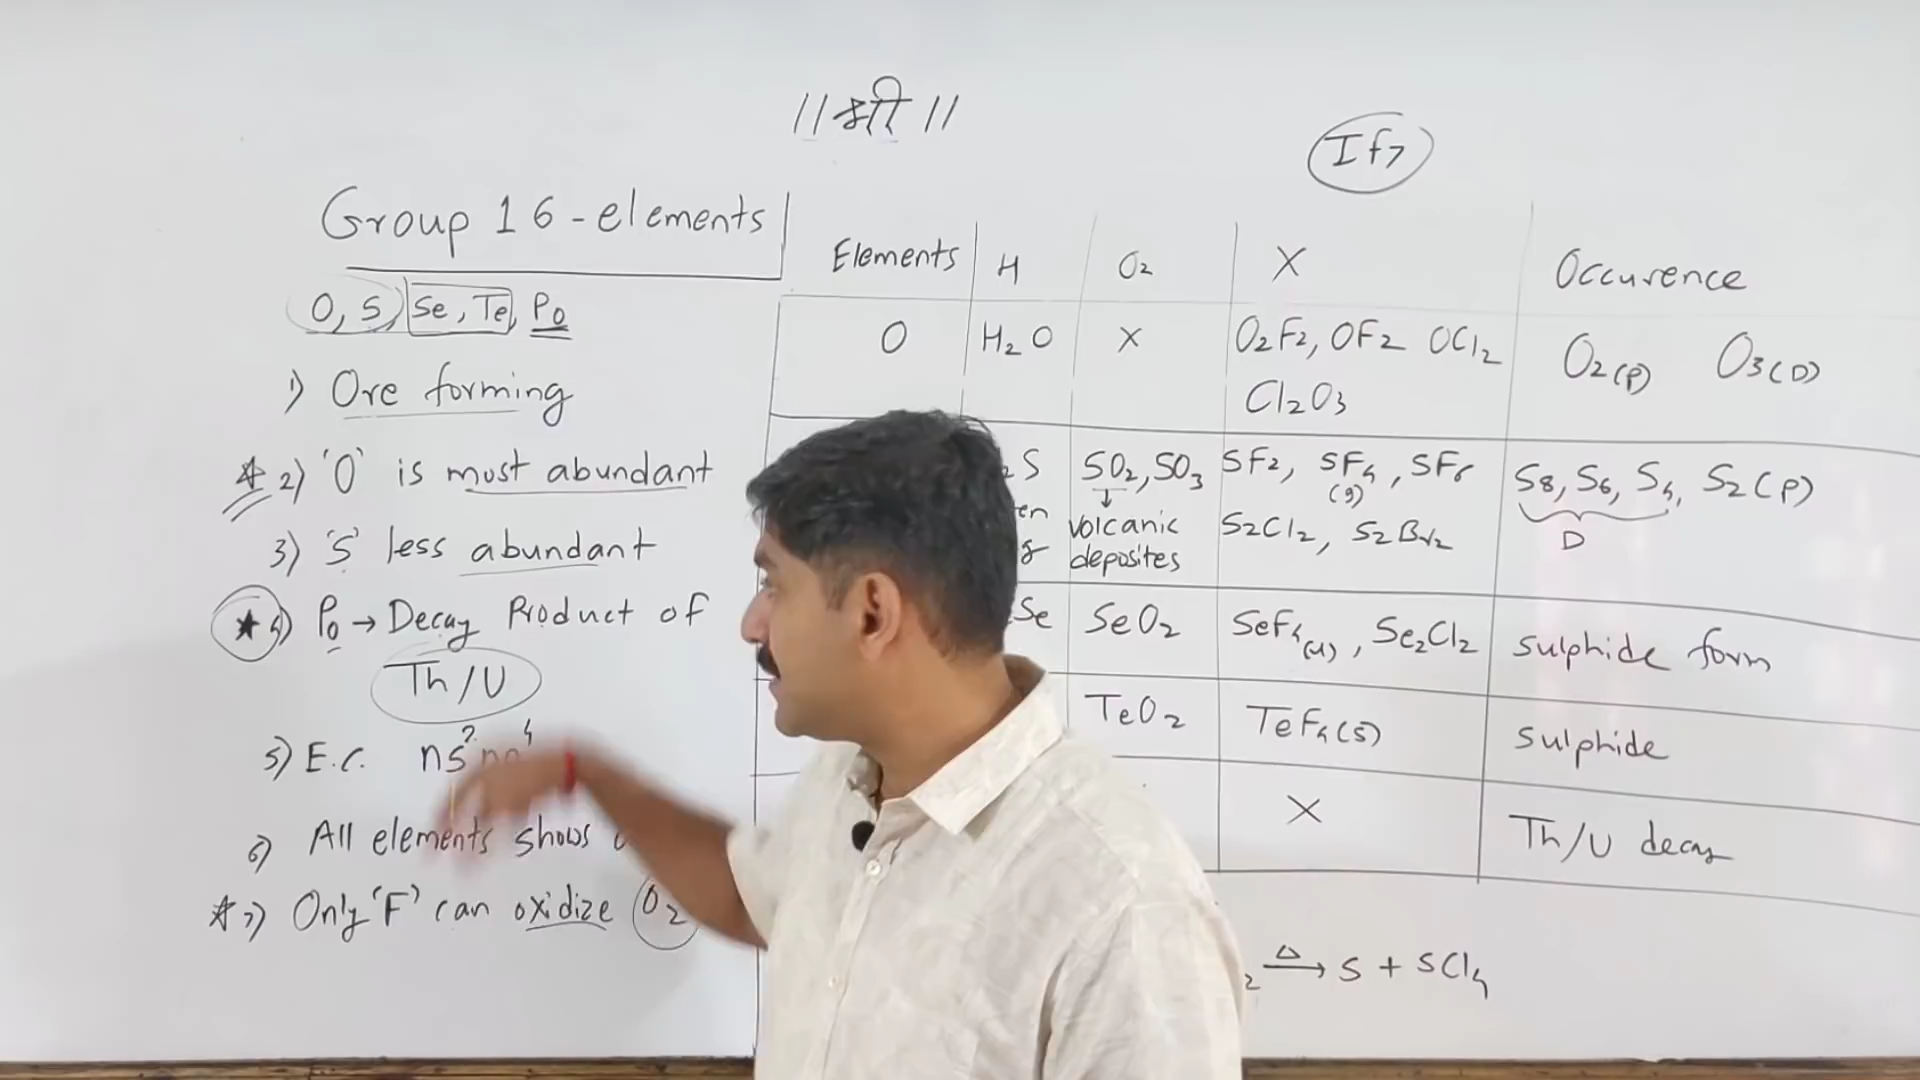 ॥ श्री ॥
If7
Group 16 - elements
O, S, Se, Te, Po
1) Ore forming
2) 'O' is most abundant
3) 'S' less abundant
4) Po → Decay Product of
Th/U
5) E.C. ns² np⁴
6) All elements shows
7) Only 'F' can oxidize O2
Elements H O2 X Occurence
O H2O X O2F2, OF2 OCl2 O2(P) O3(D)
Cl2O3
S SO2, SO3 SF2, SF4(g), SF6 S8, S6, S4, S2(P)
↓
volcanic S2Cl2, S2Br2 D
deposites
Se SeO2 SeF4(l), Se2Cl2 Sulphide form
TeO2 TeF4(s) Sulphide
X Th/U decay
2 Δ→ S + SCl4